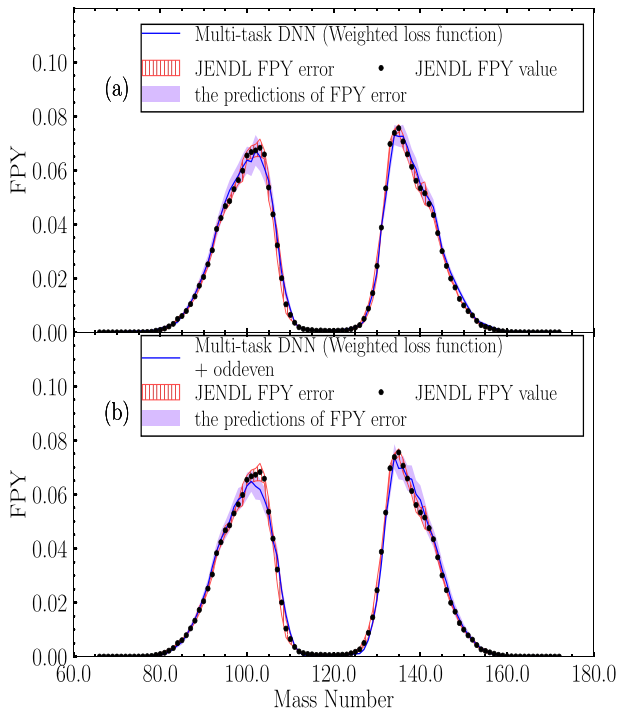 Multi-task DNN (Weighted loss function)
JENDL FPY error
JENDL FPY value
the predictions of FPY error
(a)
0.10
0.08
0.06
0.04
0.02
0.00
FPY
Multi-task DNN (Weighted loss function)
+ oddeven
JENDL FPY error
JENDL FPY value
the predictions of FPY error
(b)
0.10
0.08
0.06
0.04
0.02
0.00
FPY
60.0 80.0 100.0 120.0 140.0 160.0 180.0
Mass Number